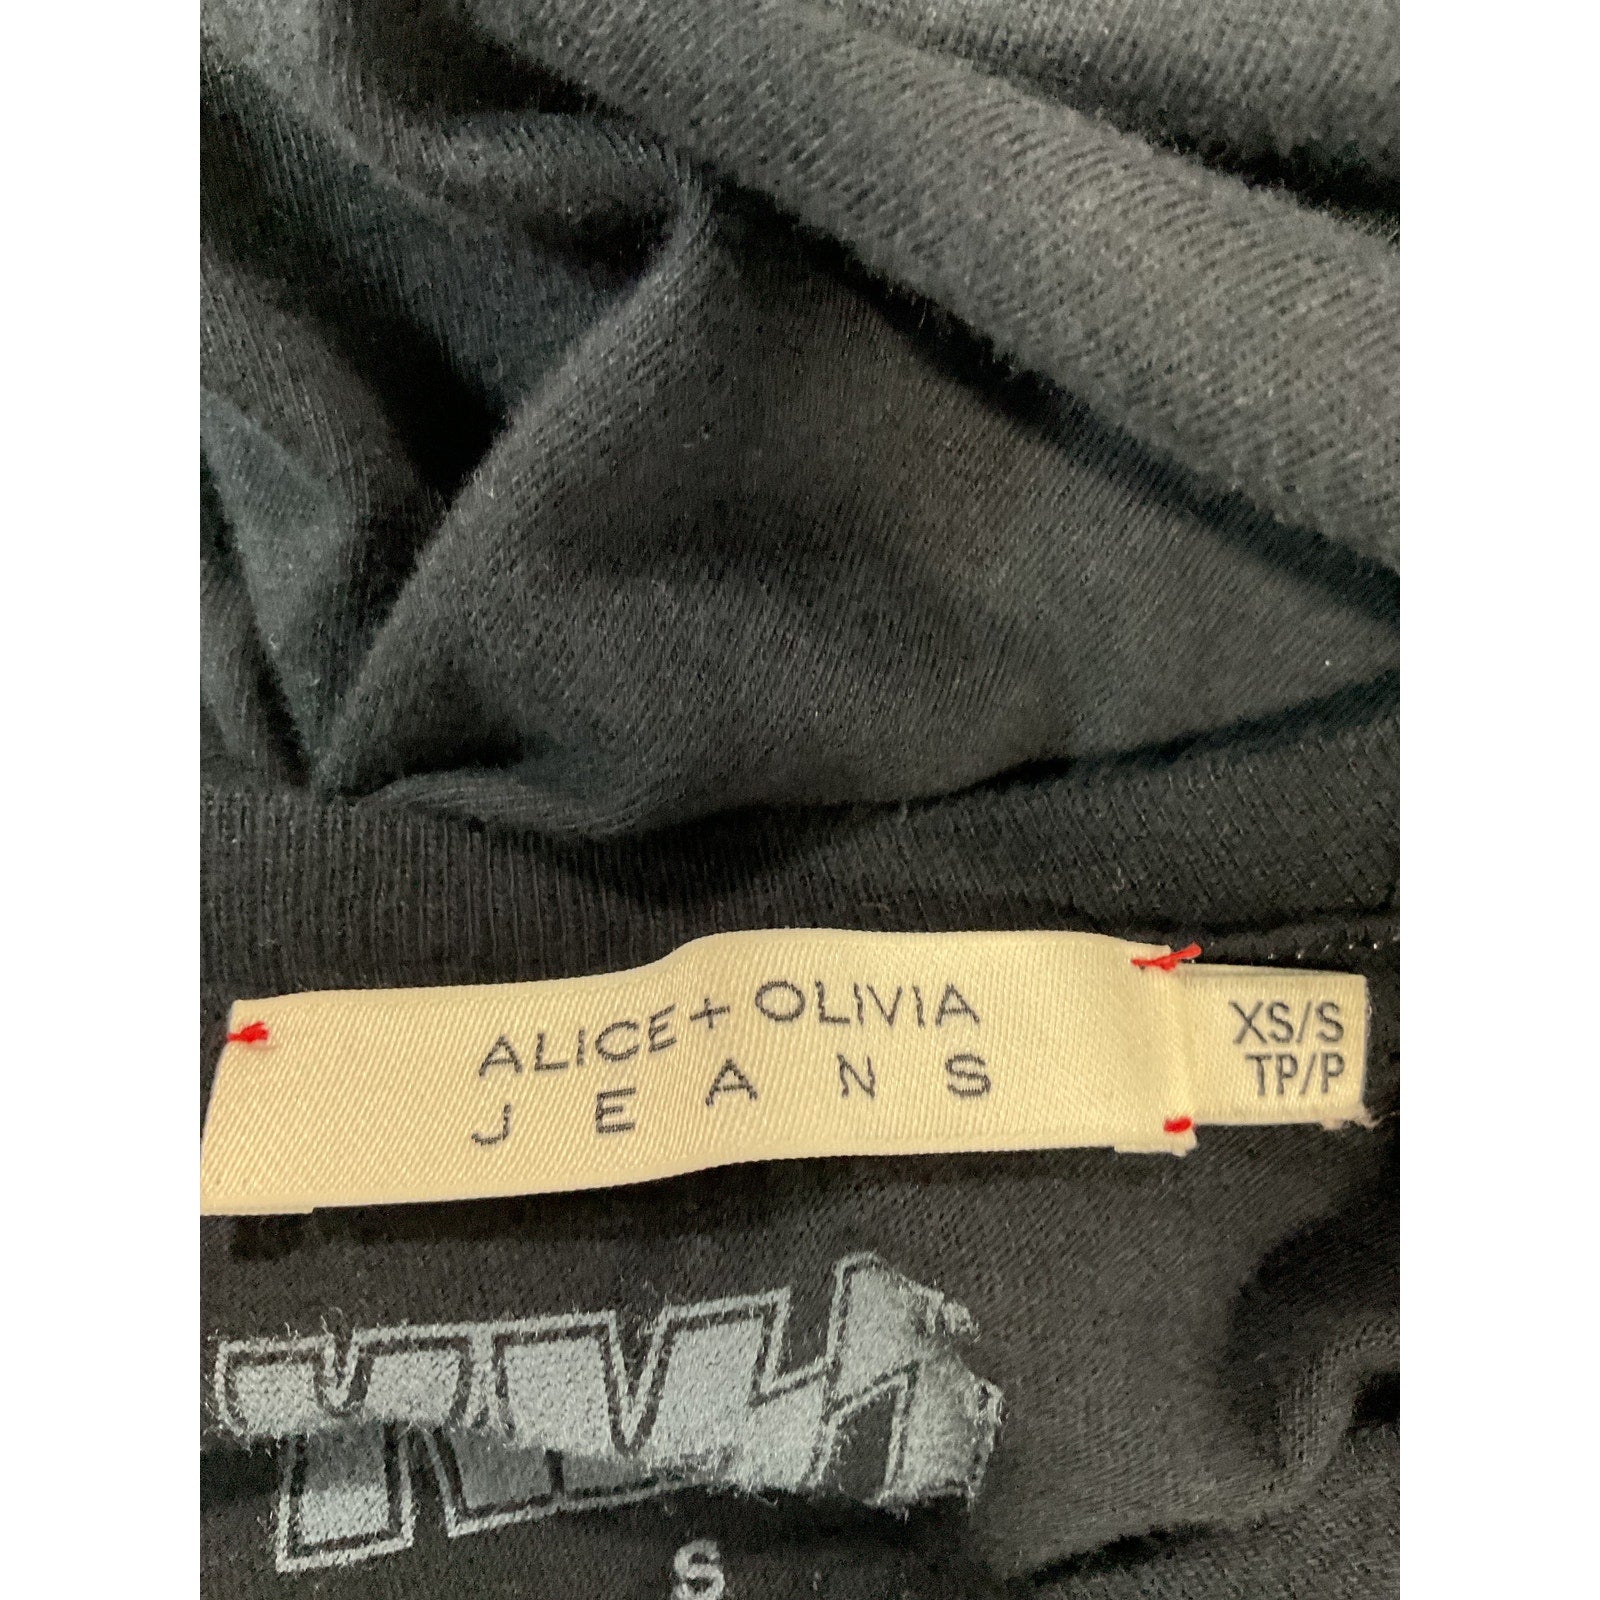 ALICE + OLIVIA
JEANS
XS/S
TP/P
S